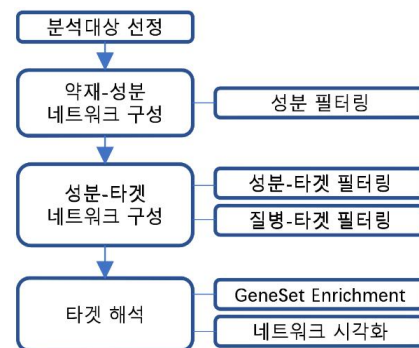 분석대상 선정
약재-성분
네트워크 구성
성분 필터링
성분-타겟
네트워크 구성
성분-타겟 필터링
질병-타겟 필터링
타겟 해석
GeneSet Enrichment
네트워크 시각화